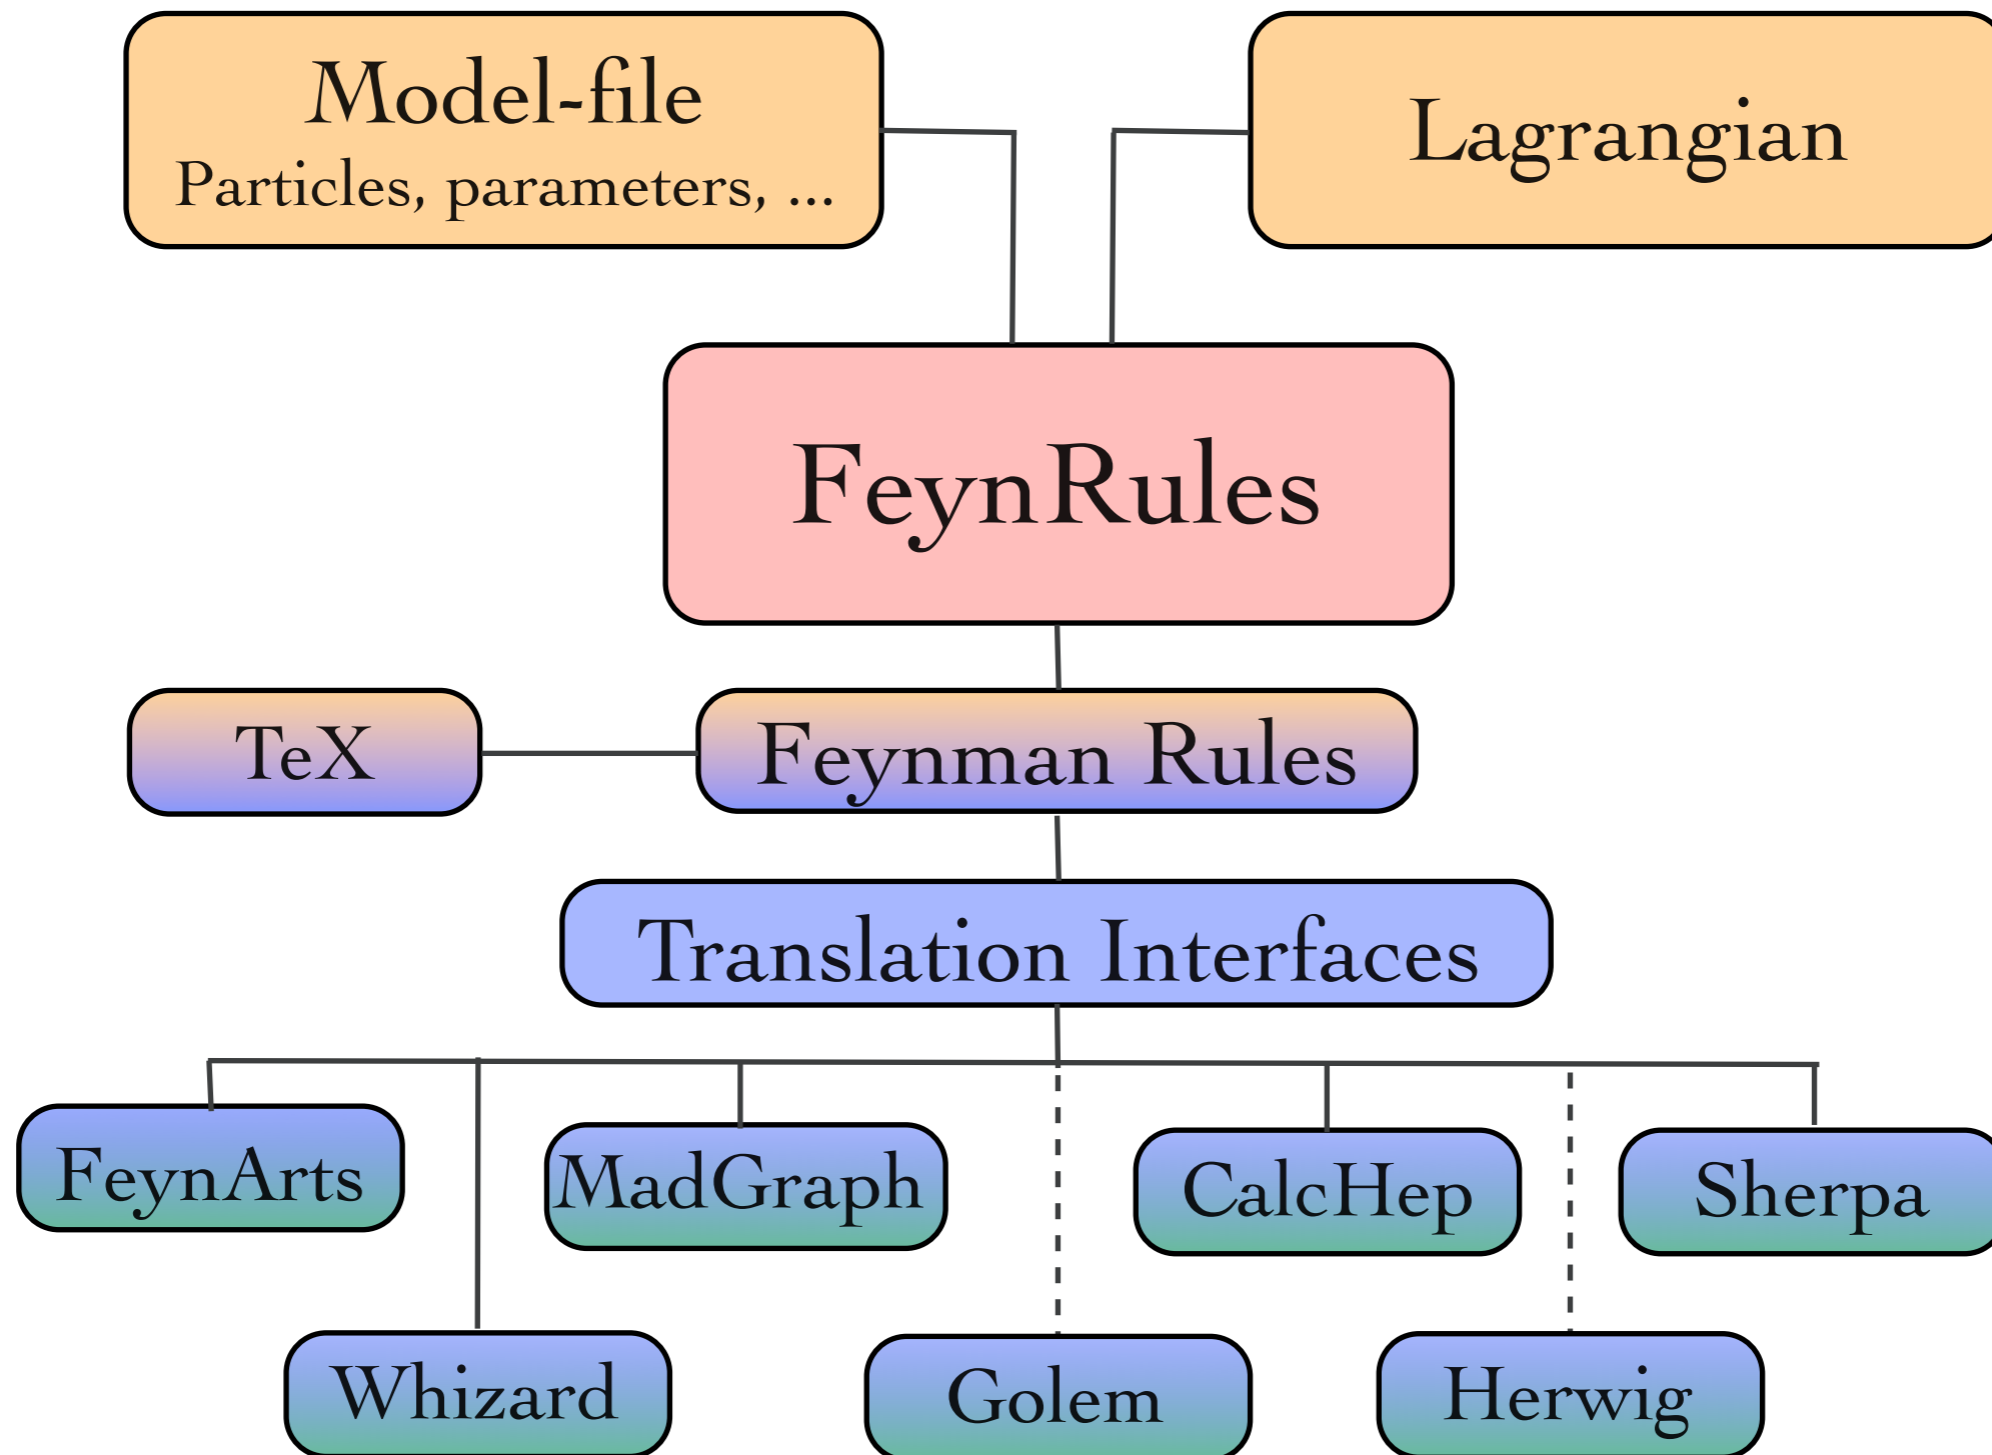 Model-file
Particles, parameters, ...
Lagrangian
FeynRules
TeX
Feynman Rules
Translation Interfaces
FeynArts
MadGraph
CalcHep
Sherpa
Whizard
Golem
Herwig